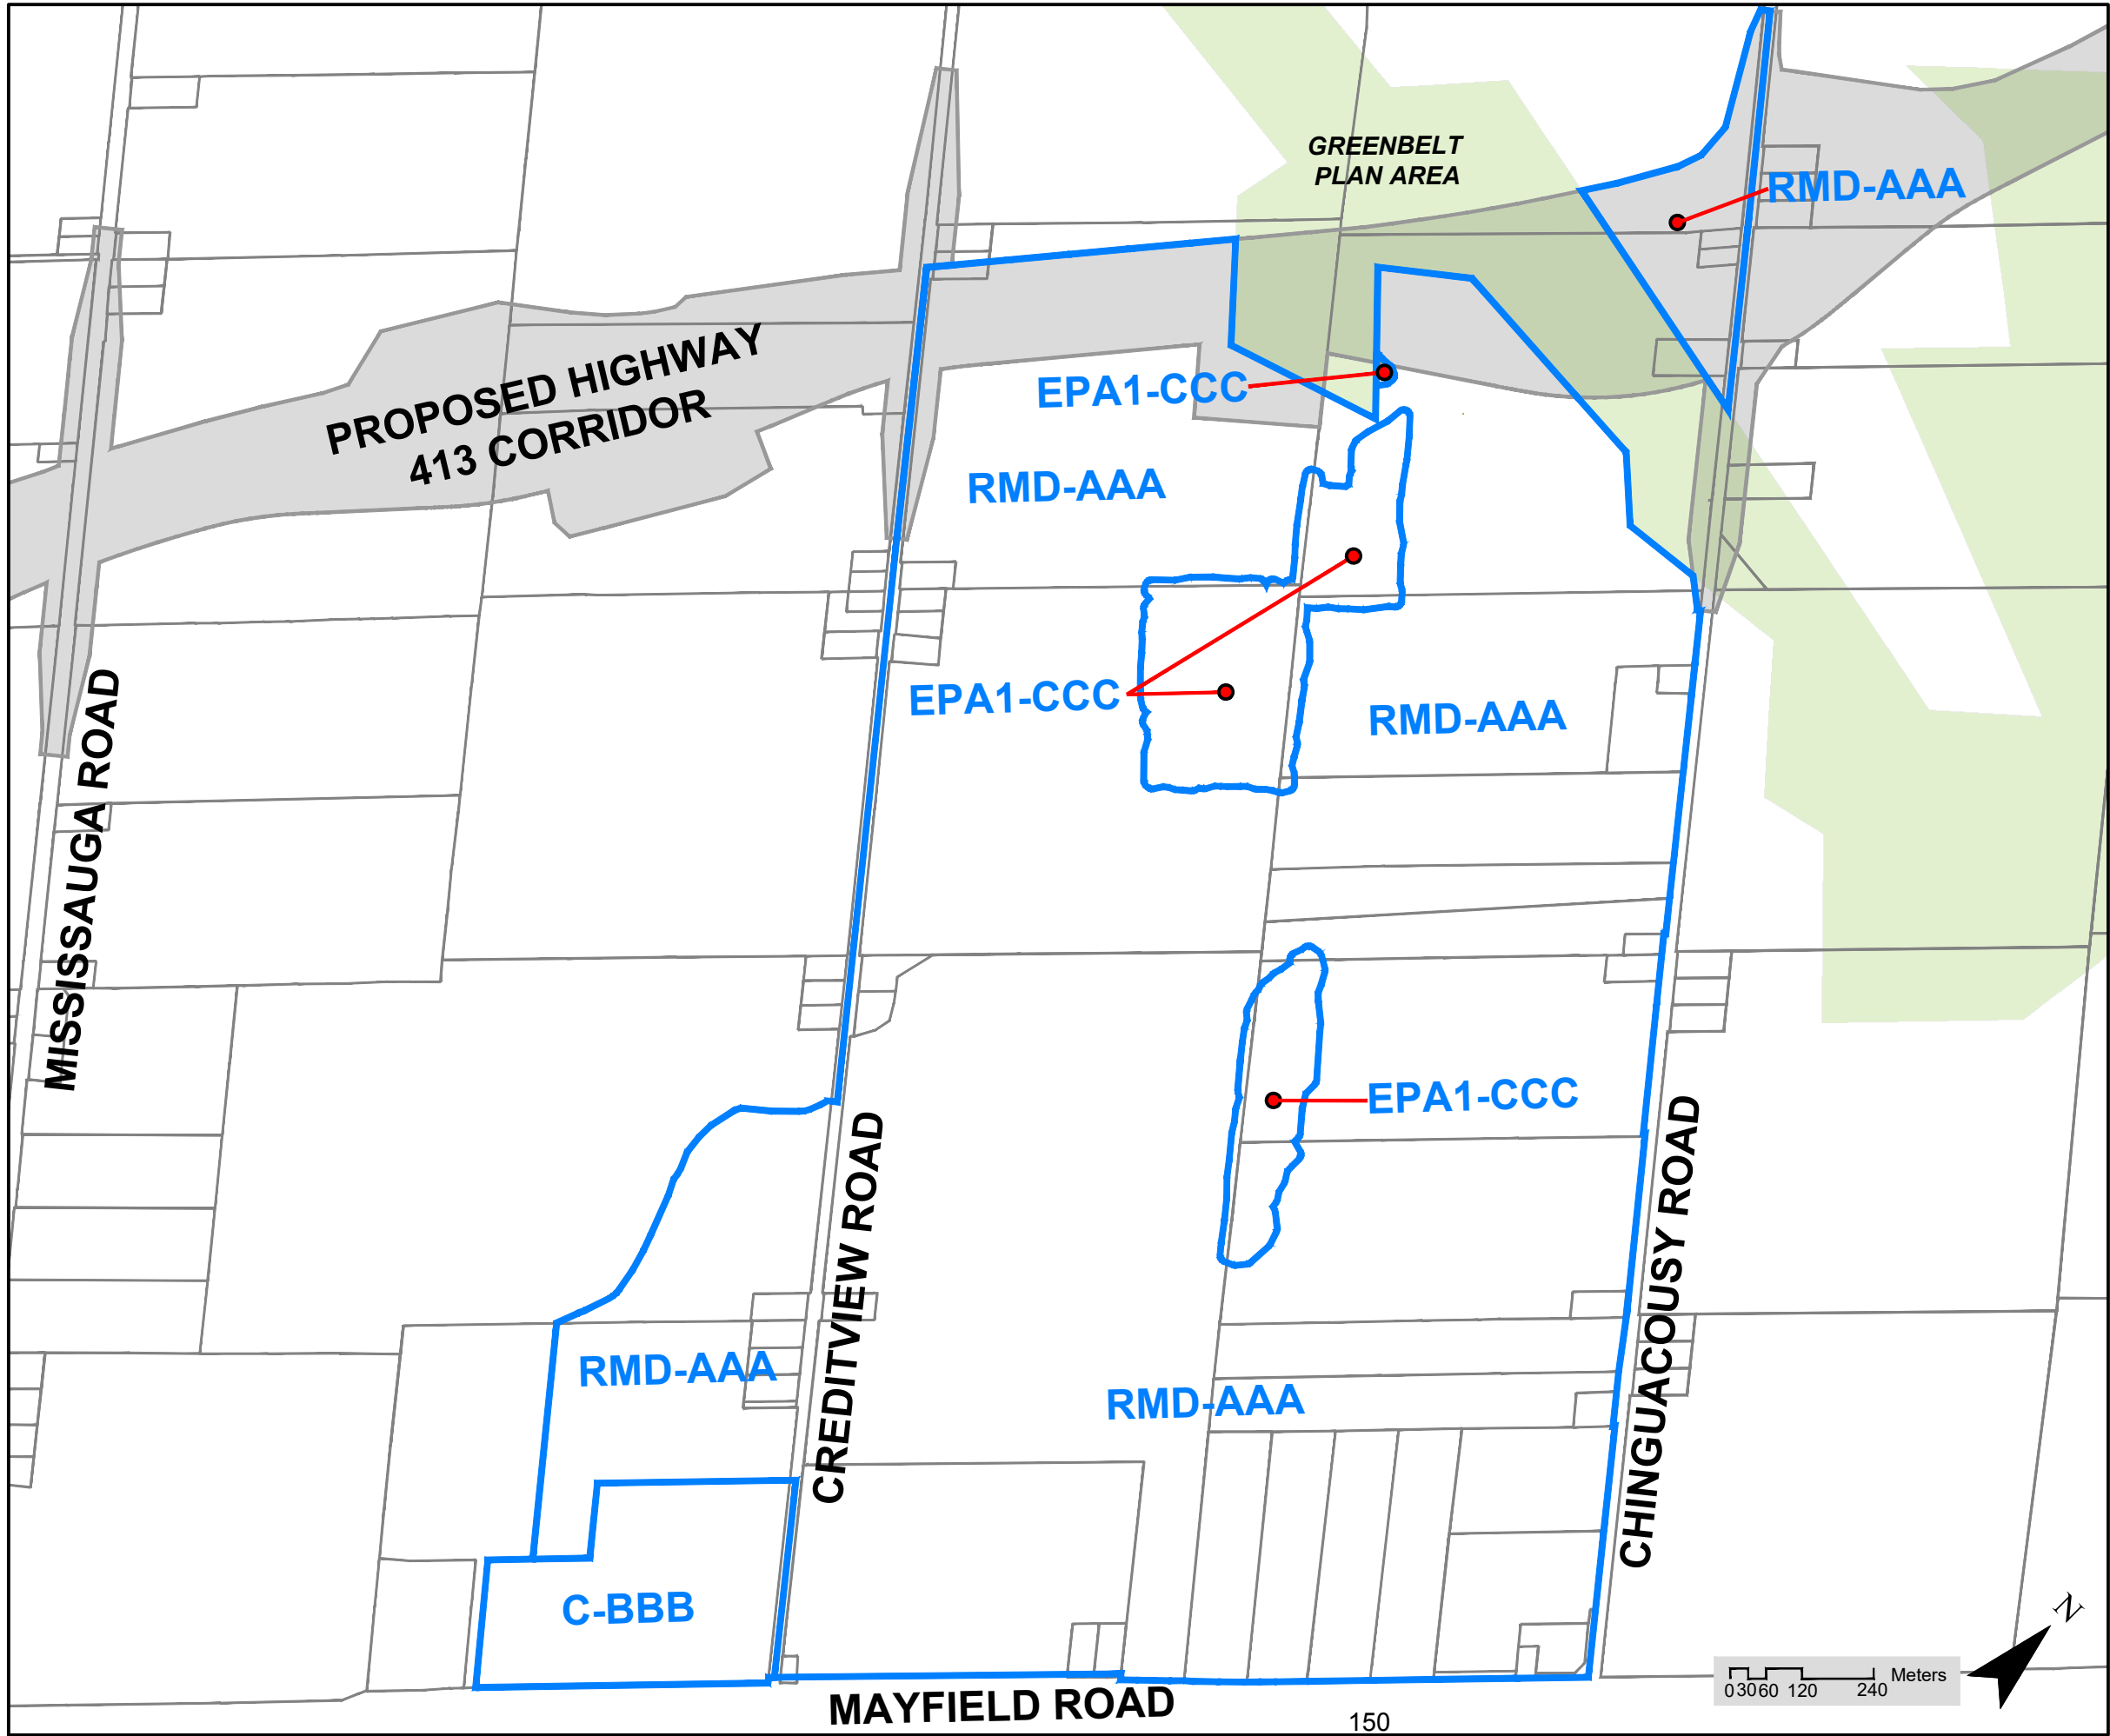 GREENBELT
PLAN AREA
RMD-AAA
PROPOSED HIGHWAY
413 CORRIDOR
EPA1-CCC
RMD-AAA
EPA1-CCC
RMD-AAA
MISSISSAUGA ROAD
EPA1-CCC
CREDITVIEW ROAD
CHINGUACOUSY ROAD
RMD-AAA
RMD-AAA
C-BBB
N
Meters
0 30 60 120 240
MAYFIELD ROAD
150